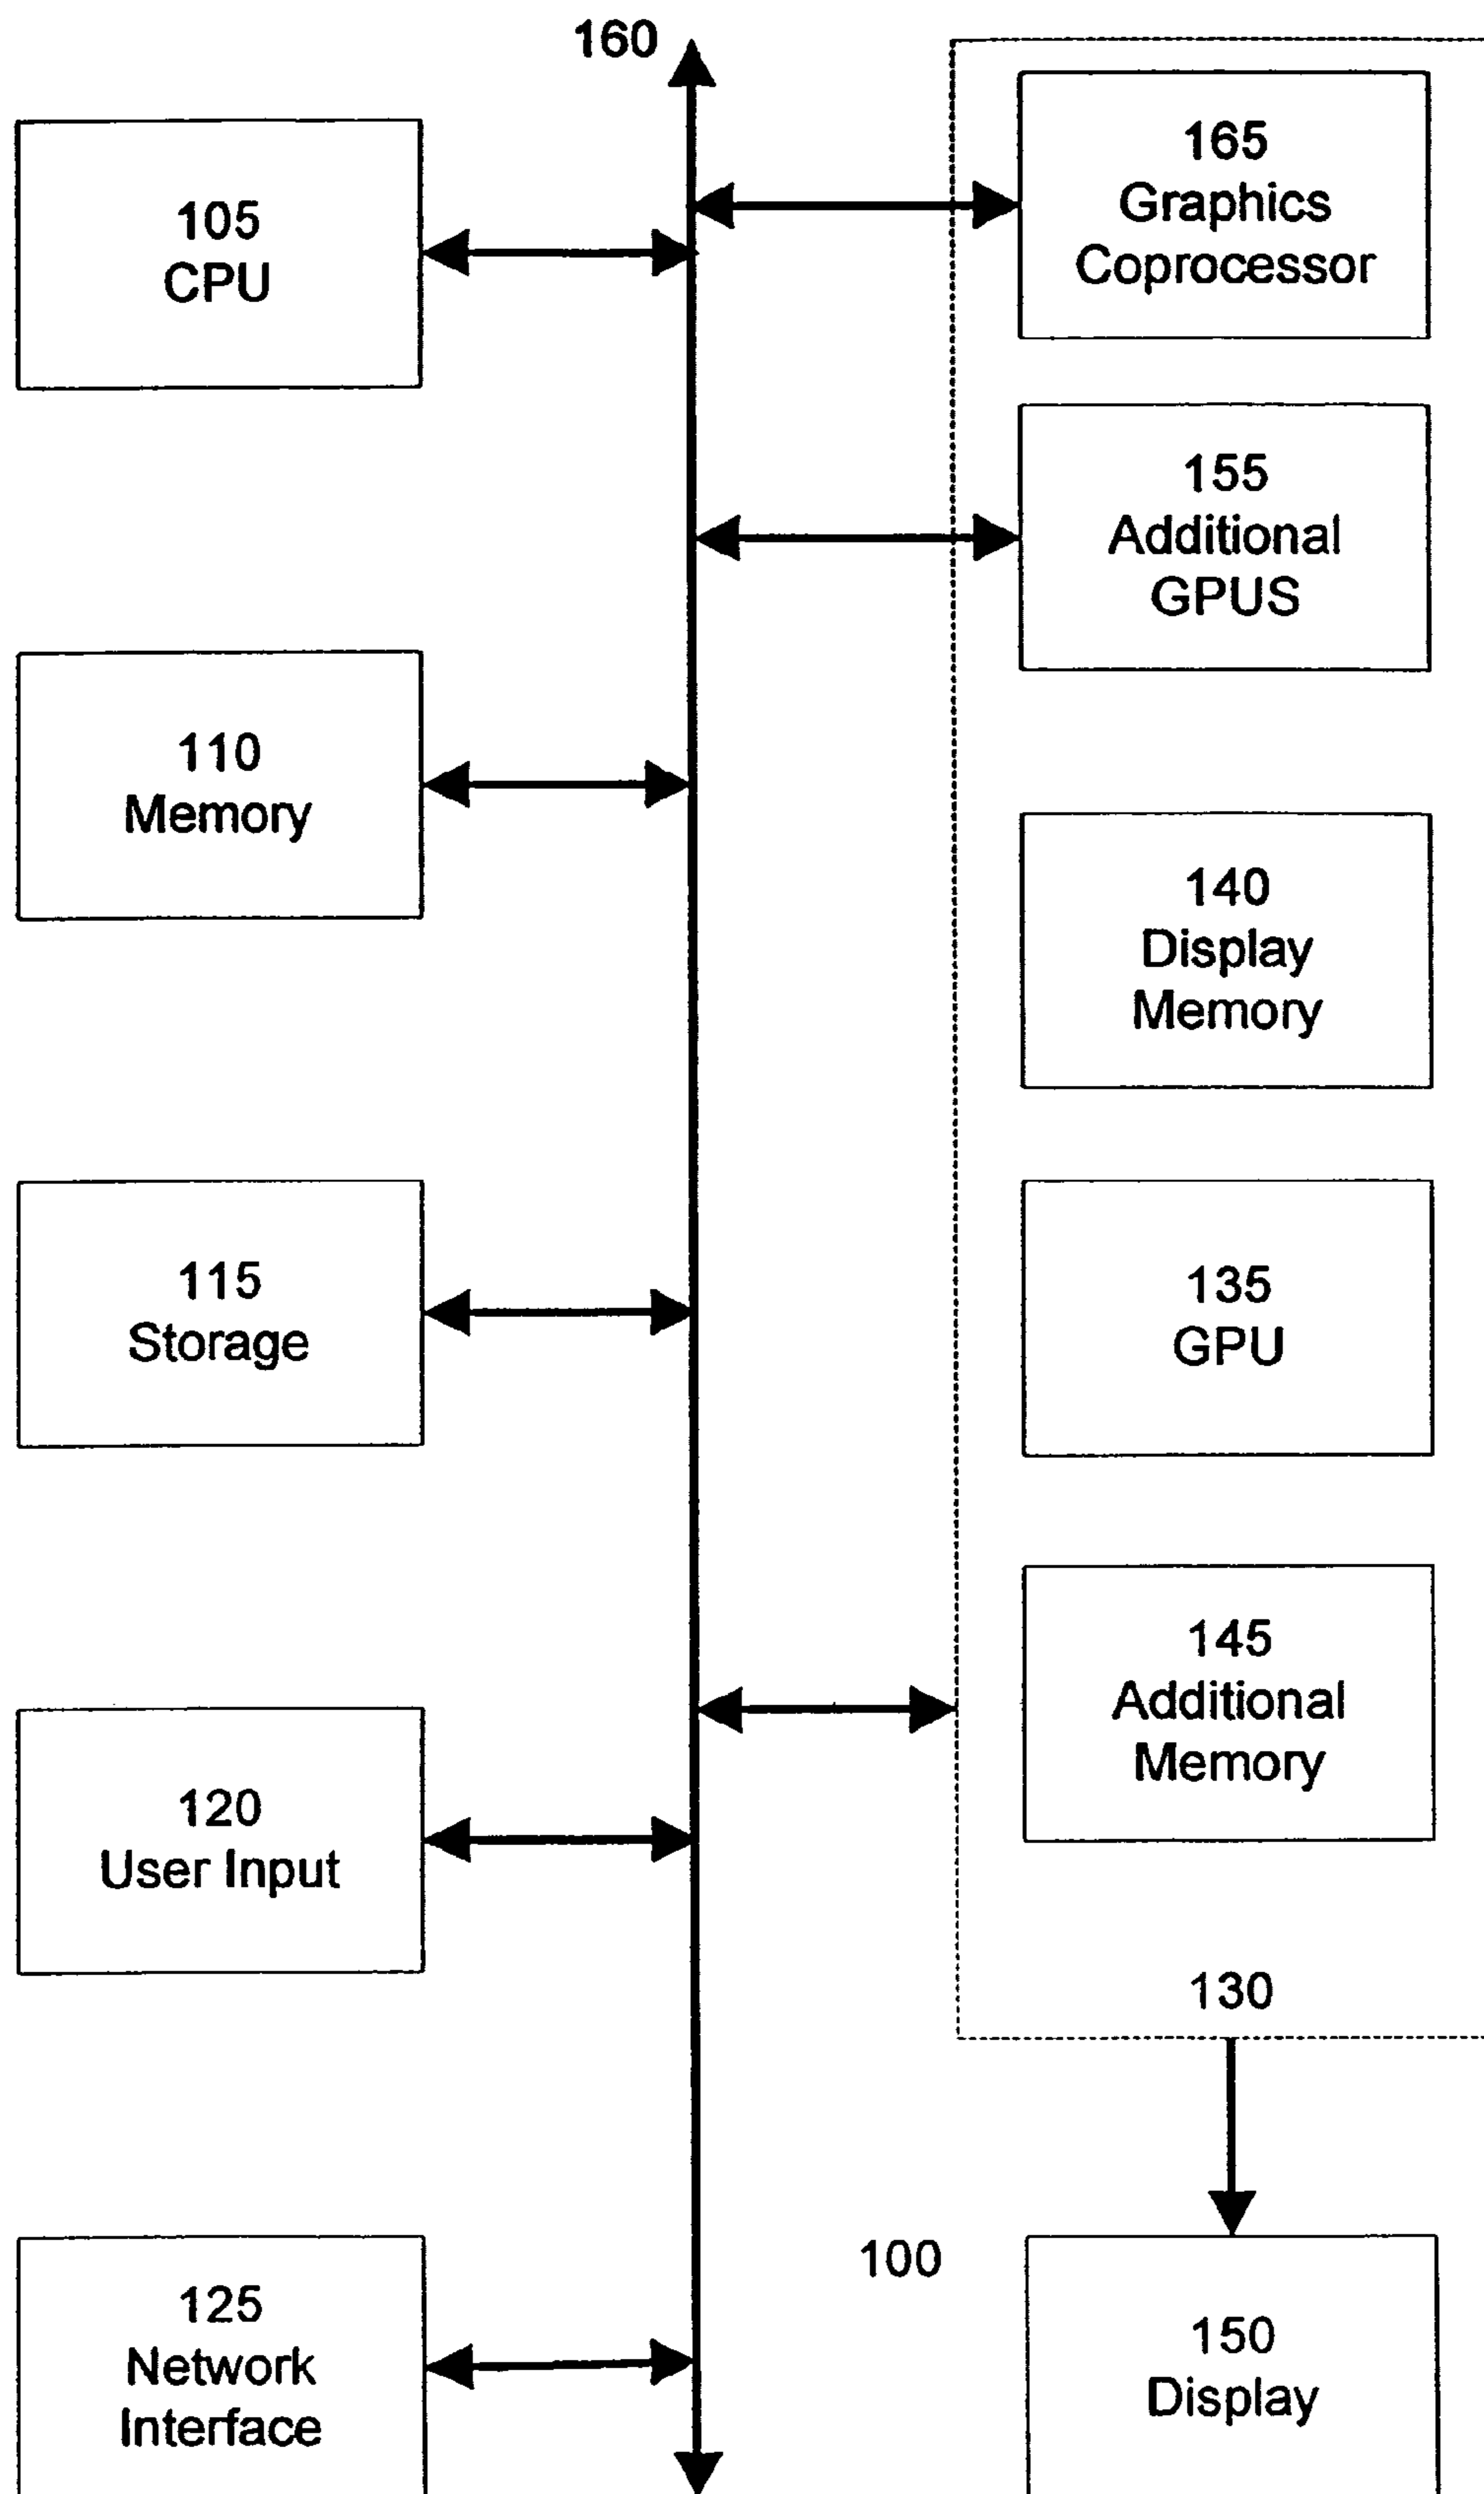 160
105
CPU
110
Memory
115
Storage
120
User Input
125
Network
Interface
165
Graphics
Coprocessor
155
Additional
GPUS
140
Display
Memory
135
GPU
145
Additional
Memory
130
100
150
Display